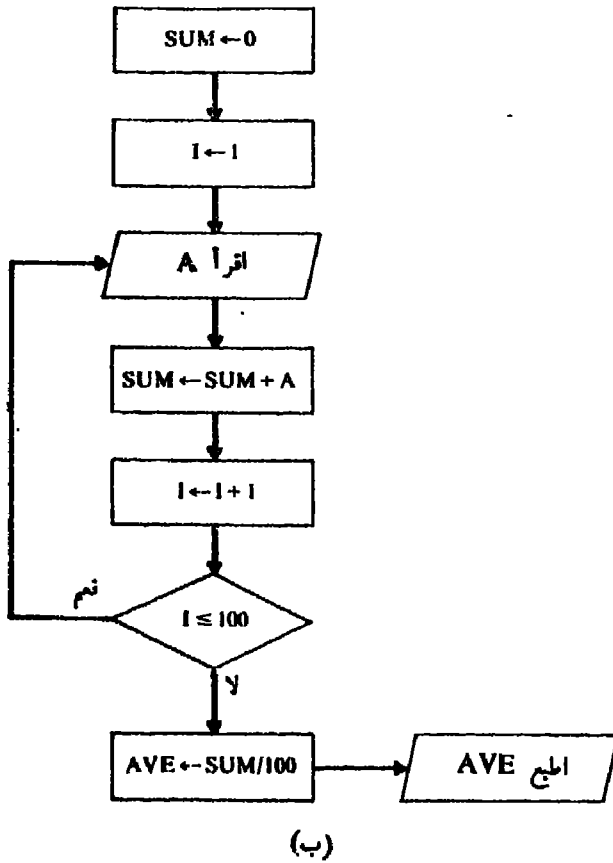 SUM ← 0
I ← 1
اقرأ A
SUM ← SUM + A
I ← I + 1
نعم
I ≤ 100
لا
AVE ← SUM/100
اطبع AVE
(ب)